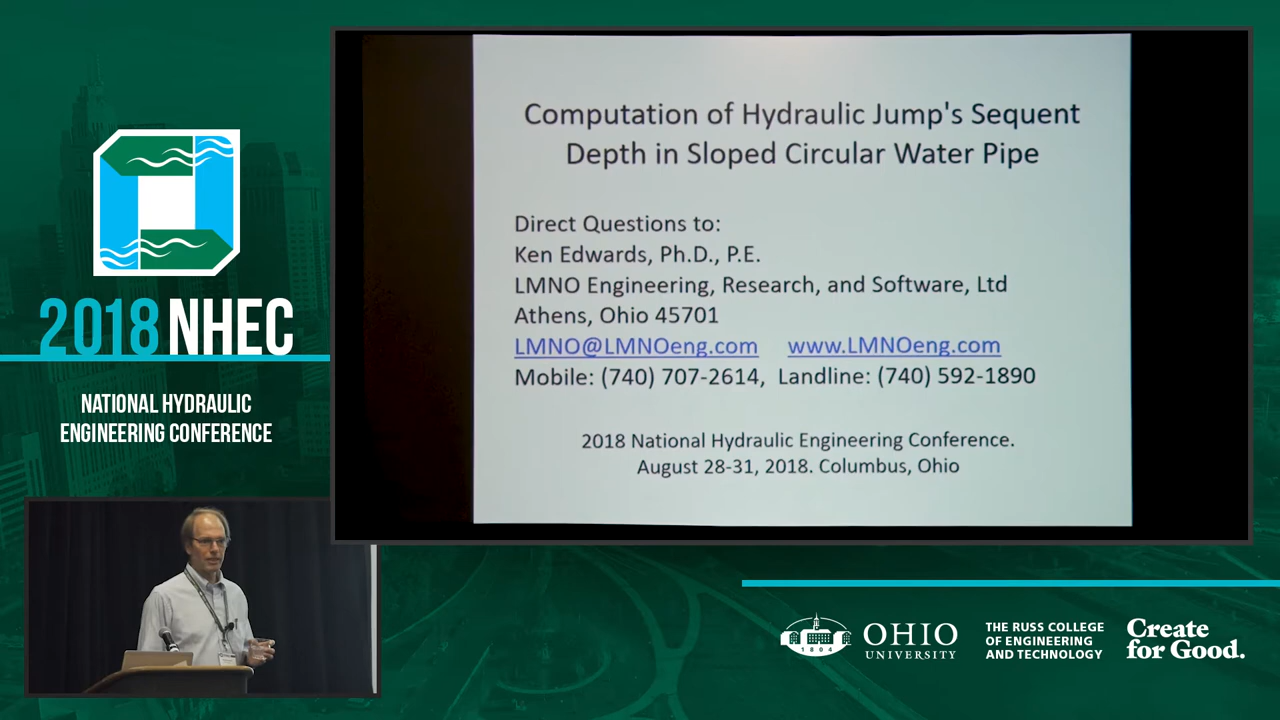 2018 NHEC
NATIONAL HYDRAULIC
ENGINEERING CONFERENCE
Computation of Hydraulic Jump's Sequent
Depth in Sloped Circular Water Pipe
Direct Questions to:
Ken Edwards, Ph.D., P.E.
LMNO Engineering, Research, and Software, Ltd
Athens, Ohio 45701
LMNO@LMNOeng.com www.LMNOeng.com
Mobile: (740) 707-2614, Landline: (740) 592-1890
2018 National Hydraulic Engineering Conference.
August 28-31, 2018. Columbus, Ohio
1804
OHIO
UNIVERSITY
THE RUSS COLLEGE
OF ENGINEERING
AND TECHNOLOGY
Create
for Good.